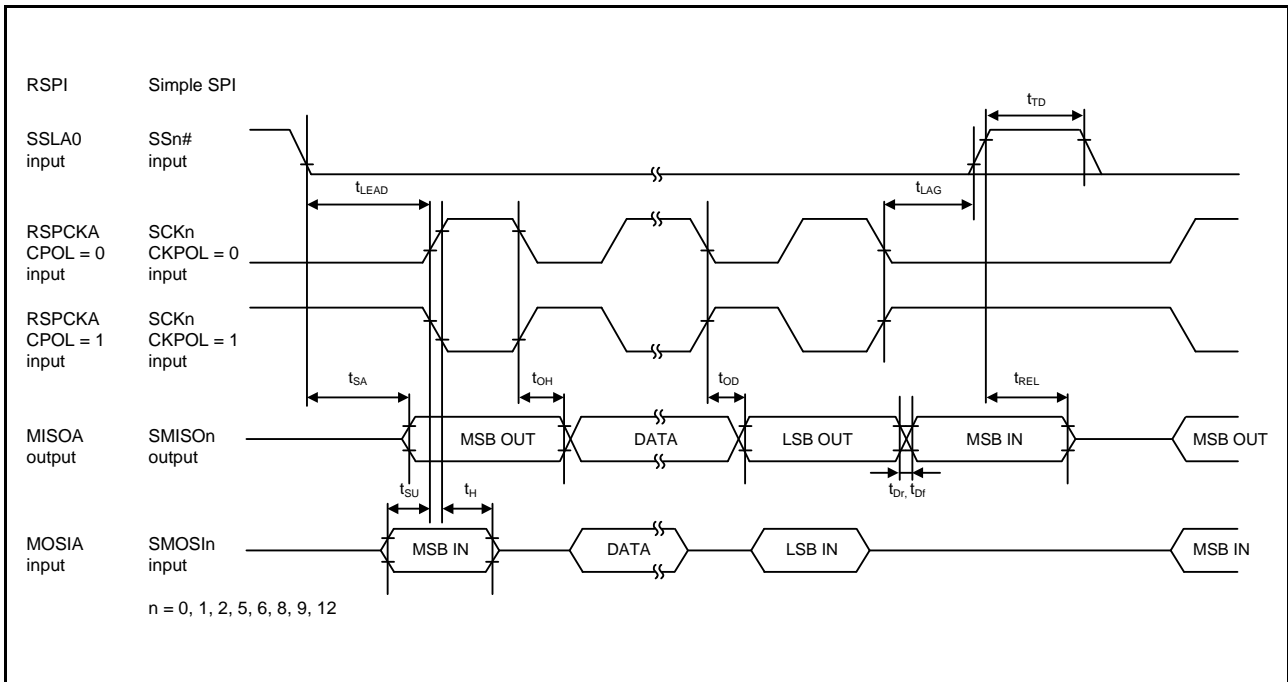 RSPI Simple SPI
tTD
SSLA0 SSn#
input input
tLEAD tLAG
RSPCKA SCKn
CPOL = 0 CKPOL = 0
input input
RSPCKA SCKn
CPOL = 1 CKPOL = 1
input input
tSA tOH tOD tREL
MISOA SMISOn MSB OUT DATA LSB OUT MSB IN MSB OUT
output output
tSU tH tDr, tDf
MOSIA SMOSIn MSB IN DATA LSB IN MSB IN
input input
n = 0, 1, 2, 5, 6, 8, 9, 12